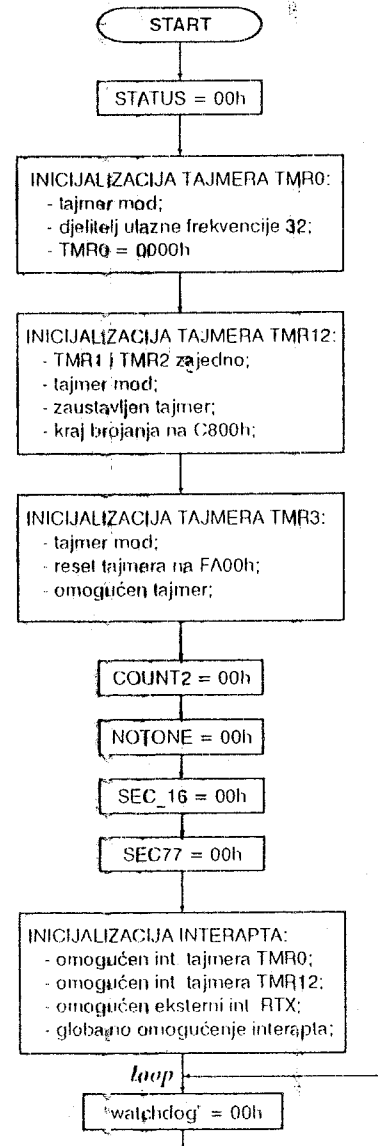 START
STATUS = 00h
INICIJALIZACIJA TAJMERA TMR0:
- tajmer mod;
- djelitelj ulazne frekvencije 32;
- TMR0 = 0000h
INICIJALIZACIJA TAJMERA TMR12:
- TMR1 i TMR2 zajedno;
- tajmer mod;
- zaustavljen tajmer;
- kraj brojanja na C800h;
INICIJALIZACIJA TAJMERA TMR3:
- tajmer mod;
- reset tajmera na FA00h;
- omogućen tajmer;
COUNT2 = 00h
NOTONE = 00h
SEC_16 = 00h
SEC77 = 00h
INICIJALIZACIJA INTERAPTA:
- omogućen int tajmera TMR0;
- omogućen int tajmera TMR12;
- omogućen eksterni int RTX;
- globalno omogućenje interapta;
loop
'watchdog' = 00h